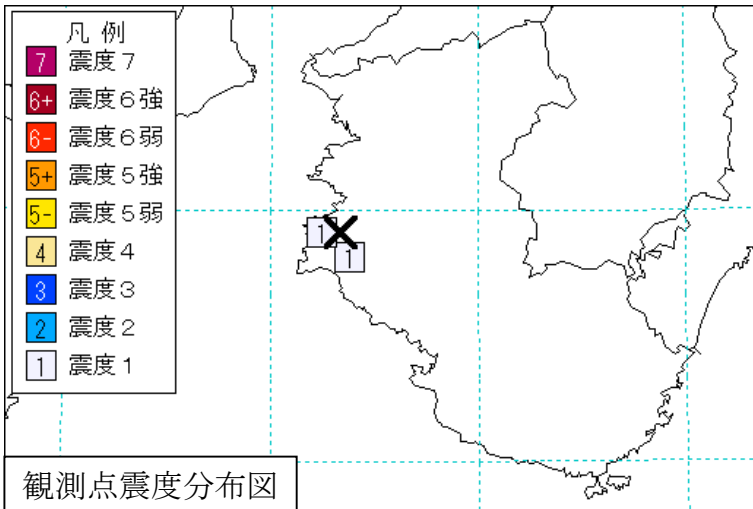 凡例
7 震度７
6+ 震度６強
6- 震度６弱
5+ 震度５強
5- 震度５弱
4 震度４
3 震度３
2 震度２
1 震度１
1
1
観測点震度分布図